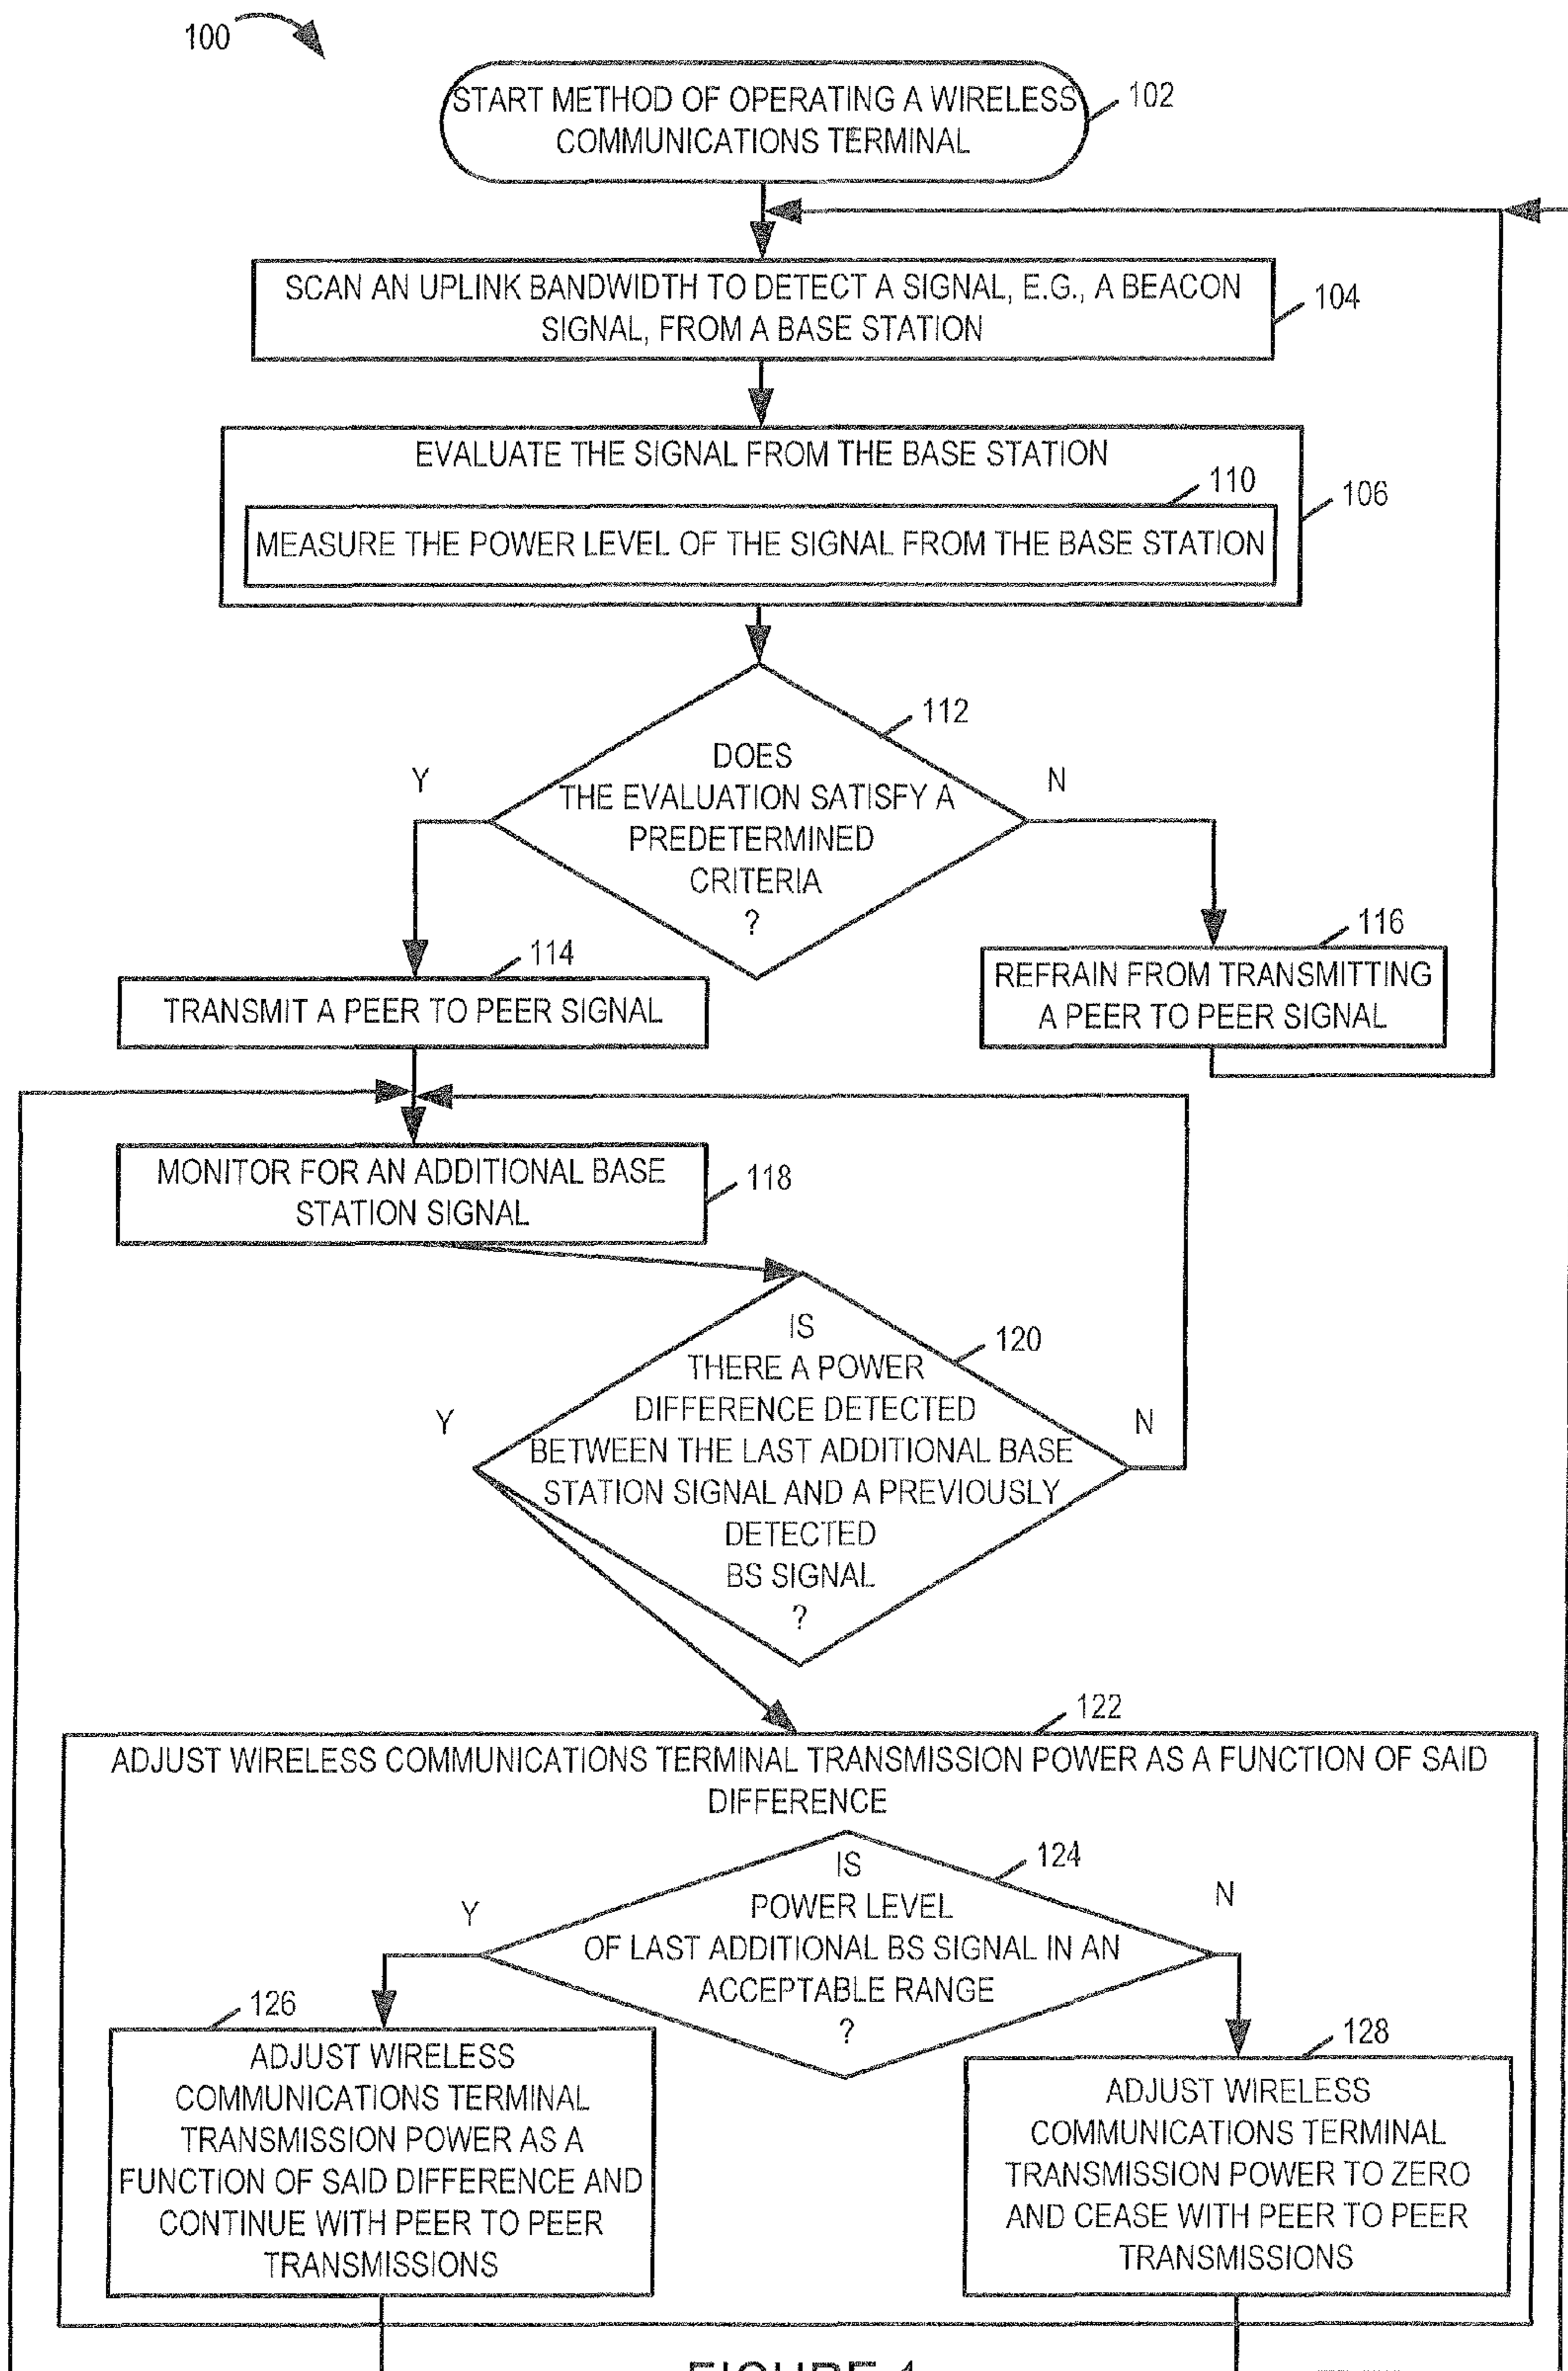 100
START METHOD OF OPERATING A WIRELESS
COMMUNICATIONS TERMINAL
102
SCAN AN UPLINK BANDWIDTH TO DETECT A SIGNAL, E.G., A BEACON
SIGNAL, FROM A BASE STATION
104
EVALUATE THE SIGNAL FROM THE BASE STATION
110
106
MEASURE THE POWER LEVEL OF THE SIGNAL FROM THE BASE STATION
112
Y
N
DOES
THE EVALUATION SATISFY A
PREDETERMINED
CRITERIA
?
114
TRANSMIT A PEER TO PEER SIGNAL
116
REFRAIN FROM TRANSMITTING
A PEER TO PEER SIGNAL
MONITOR FOR AN ADDITIONAL BASE
STATION SIGNAL
118
120
Y
N
IS
THERE A POWER
DIFFERENCE DETECTED
BETWEEN THE LAST ADDITIONAL BASE
STATION SIGNAL AND A PREVIOUSLY
DETECTED
BS SIGNAL
?
122
ADJUST WIRELESS COMMUNICATIONS TERMINAL TRANSMISSION POWER AS A FUNCTION OF SAID
DIFFERENCE
124
Y
N
IS
POWER LEVEL
OF LAST ADDITIONAL BS SIGNAL IN AN
ACCEPTABLE RANGE
?
126
ADJUST WIRELESS
COMMUNICATIONS TERMINAL
TRANSMISSION POWER AS A
FUNCTION OF SAID DIFFERENCE AND
CONTINUE WITH PEER TO PEER
TRANSMISSIONS
128
ADJUST WIRELESS
COMMUNICATIONS TERMINAL
TRANSMISSION POWER TO ZERO
AND CEASE WITH PEER TO PEER
TRANSMISSIONS
FIGURE 1